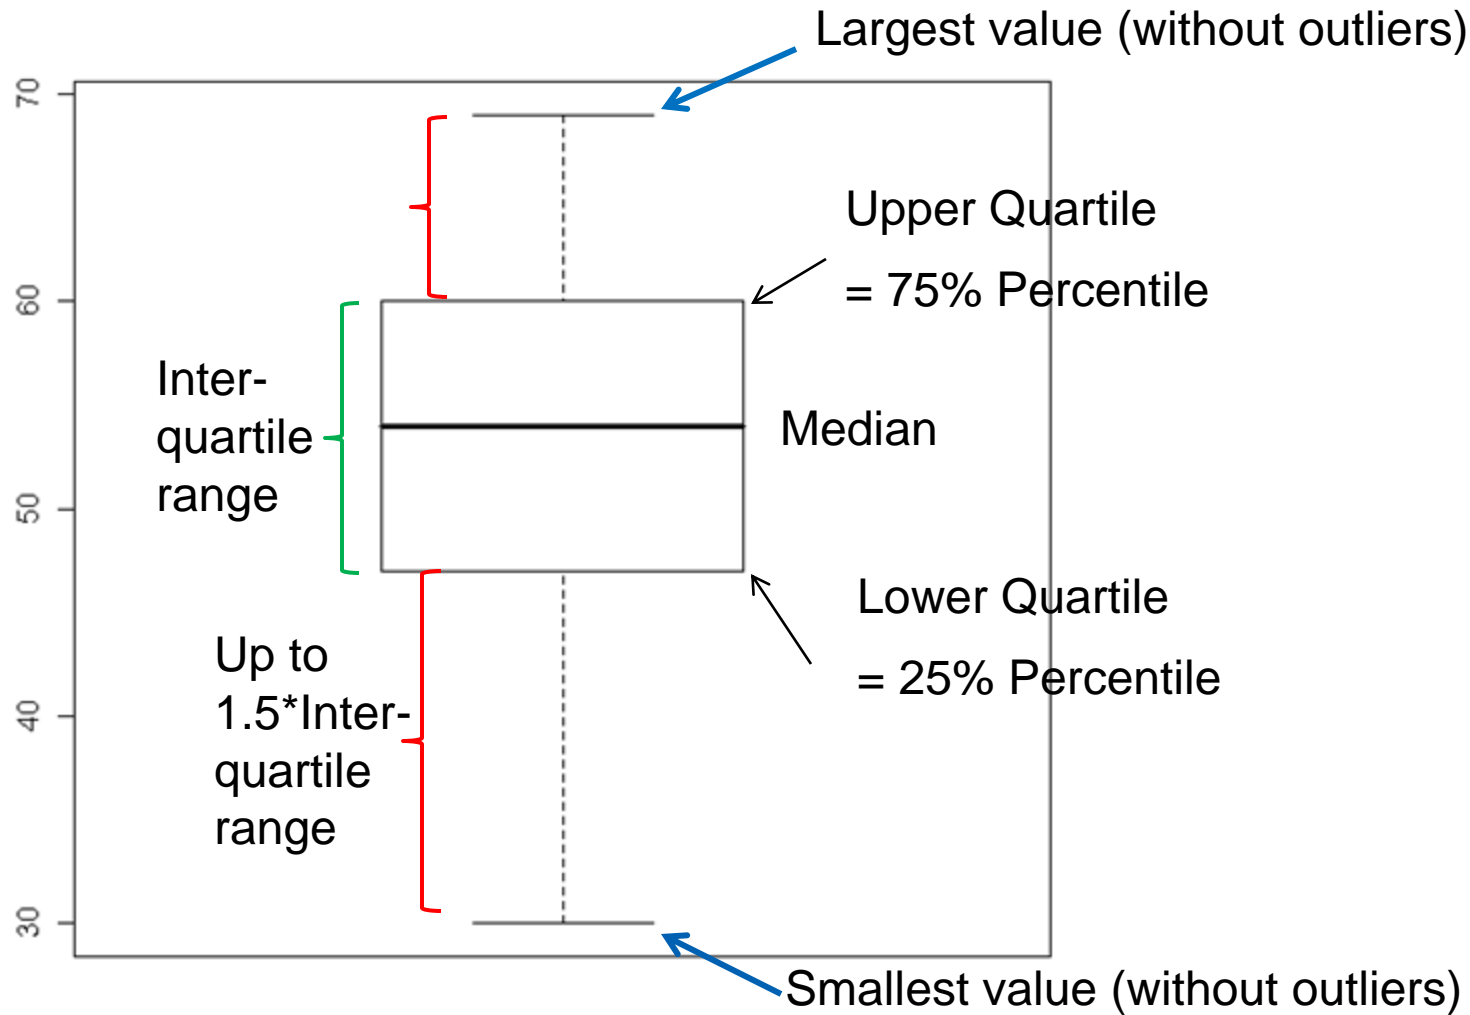 Largest value (without outliers)
70
Upper Quartile
= 75% Percentile
60
Inter-
quartile
range
Median
50
Lower Quartile
= 25% Percentile
Up to
1.5*Inter-
quartile
range
40
30
Smallest value (without outliers)